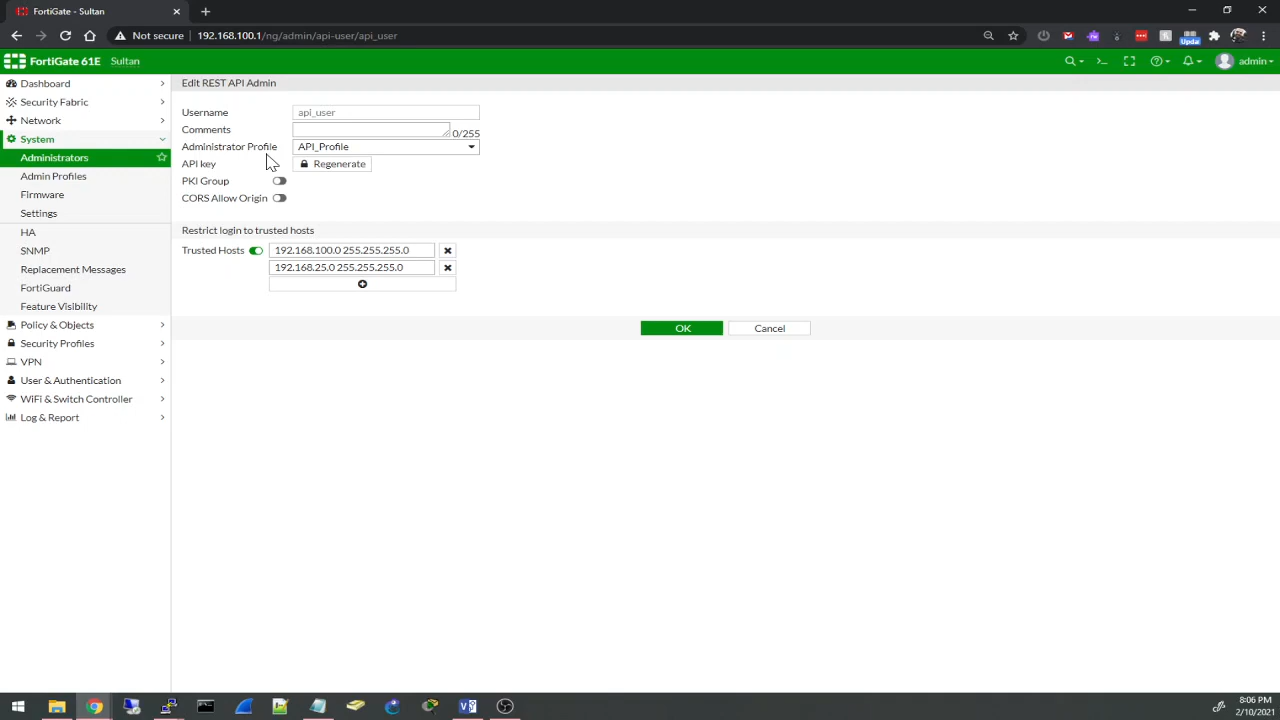 FortiGate - Sultan
Not secure 192.168.100.1/ng/admin/api-user/api_user
Upda
FortiGate 61E Sultan
admin
Dashboard
Security Fabric
Network
System
Administrators
Admin Profiles
Firmware
Settings
HA
SNMP
Replacement Messages
FortiGuard
Feature Visibility
Policy & Objects
Security Profiles
VPN
User & Authentication
WiFi & Switch Controller
Log & Report
Edit REST API Admin
Username api_user
Comments 0/255
Administrator Profile API_Profile
API key Regenerate
PKI Group
CORS Allow Origin
Restrict login to trusted hosts
Trusted Hosts 192.168.100.0 255.255.255.0
192.168.25.0 255.255.255.0
OK Cancel
8:06 PM
2/10/2021